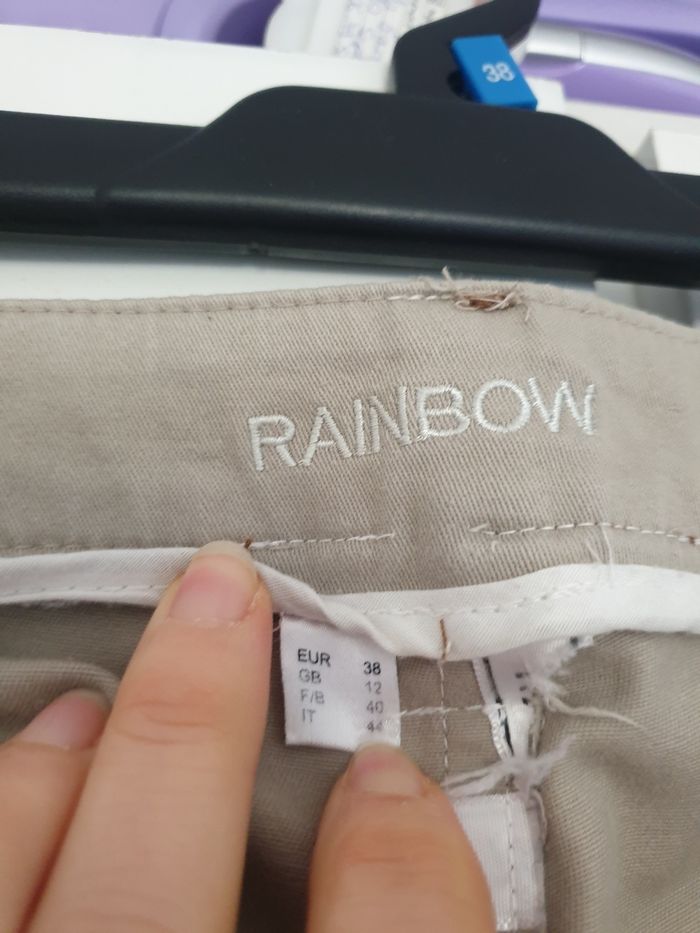 38
RAINBOW
EUR 38
GB 12
F/B 40
IT 44